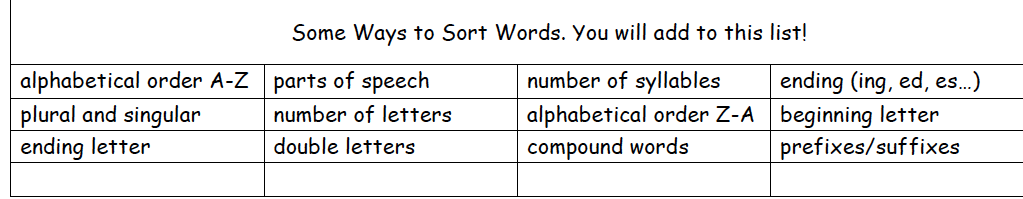 Some Ways to Sort Words. You will add to this list!
alphabetical order A-Z parts of speech number of syllables ending (ing, ed, es…)
plural and singular number of letters alphabetical order Z-A beginning letter
ending letter double letters compound words prefixes/suffixes